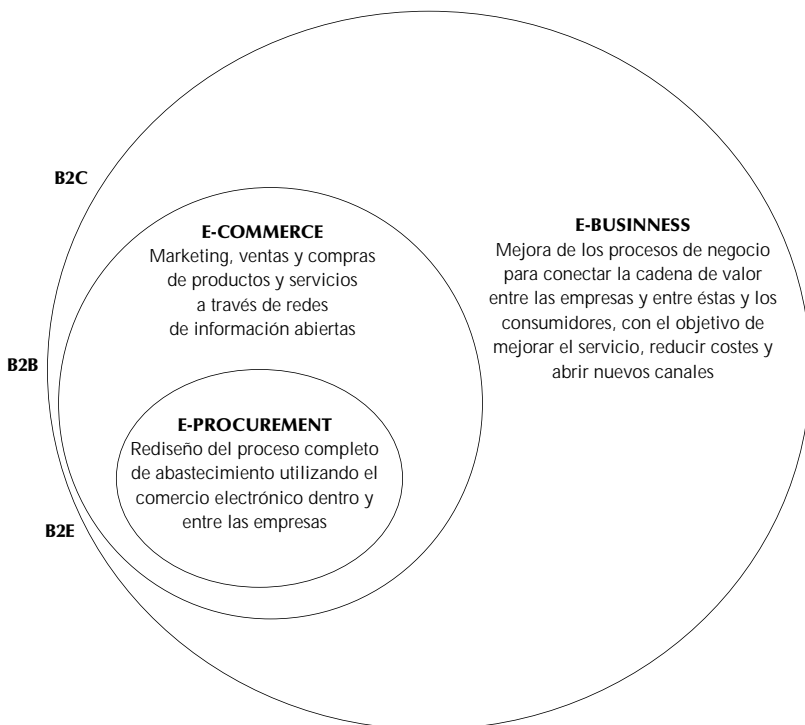 B2C
E-COMMERCE
Marketing, ventas y compras
de productos y servicios
a través de redes
de información abiertas
E-BUSINNESS
Mejora de los procesos de negocio
para conectar la cadena de valor
entre las empresas y entre éstas y los
consumidores, con el objetivo de
mejorar el servicio, reducir costes y
abrir nuevos canales
B2B
E-PROCUREMENT
Rediseño del proceso completo
de abastecimiento utilizando el
comercio electrónico dentro y
entre las empresas
B2E